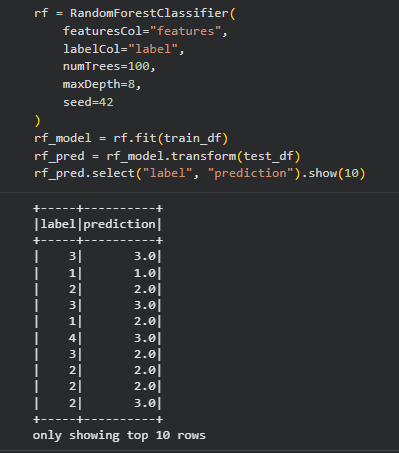 rf = RandomForestClassifier(
    featuresCol="features",
    labelCol="label",
    numTrees=100,
    maxDepth=8,
    seed=42
)
rf_model = rf.fit(train_df)
rf_pred = rf_model.transform(test_df)
rf_pred.select("label", "prediction").show(10)
+-----+----------+
|label|prediction|
+-----+----------+
|    3|       3.0|
|    1|       1.0|
|    2|       2.0|
|    3|       3.0|
|    1|       2.0|
|    4|       3.0|
|    3|       2.0|
|    2|       2.0|
|    2|       2.0|
|    2|       3.0|
+-----+----------+
only showing top 10 rows